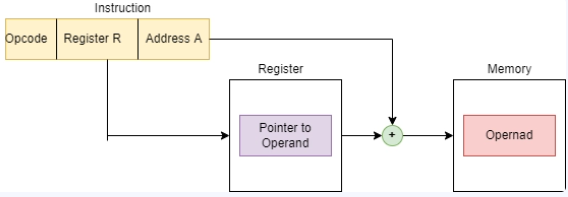 Instruction
Opcode Register R Address A
Register
Memory
Pointer to
Operand
+
Opernad